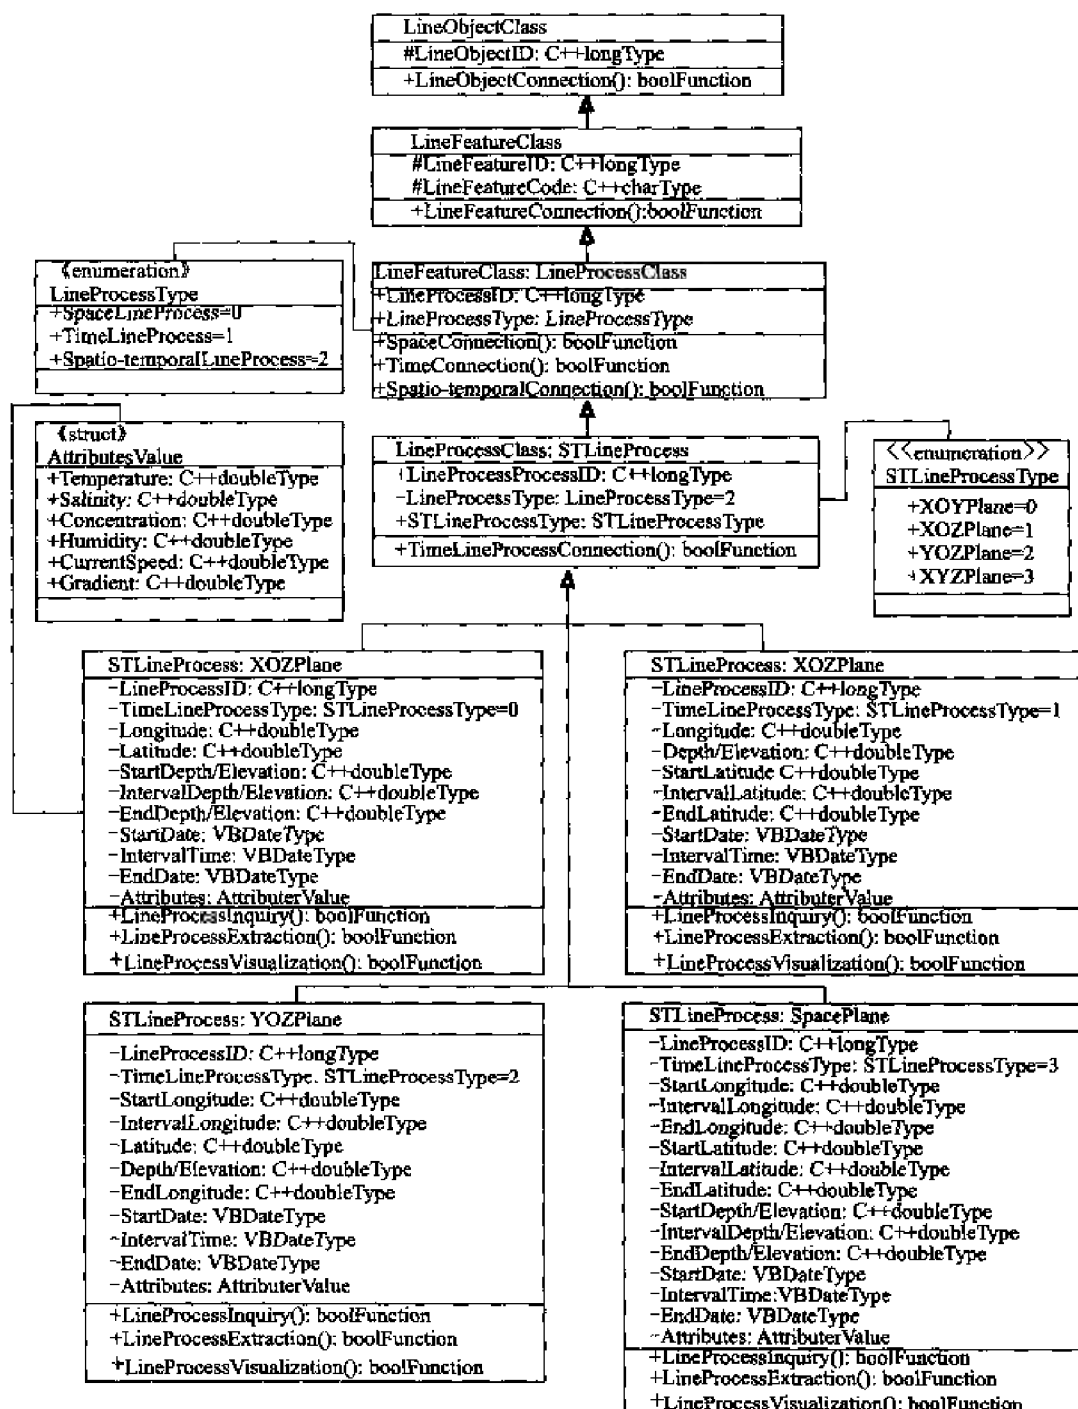 LineObjectClass
#LineObjectID: C++longType
+LineObjectConnection(): boolFunction
LineFeatureClass
#LineFeatureID: C++longType
#LineFeatureCode: C++charType
+LineFeatureConnection():boolFunction
《enumeration》
LineProcessType
+SpaceLineProcess=0
+TimeLineProcess=1
+Spatio-temporalLineProcess=2
LineFeatureClass: LineProcessClass
+LineProcessID: C++longType
+LineProcessType: LineProcessType
+SpaceConnection(): boolFunction
+TimeConnection(): boolFunction
+Spatio-temporalConnection(): boolFunction
《struct》
AttributesValue
+Temperature: C++doubleType
+Salinity: C++doubleType
+Concentration: C++doubleType
+Humidity: C++doubleType
+CurrentSpeed: C++doubleType
+Gradient: C++doubleType
LineProcessClass: STLineProcess
+LineProcessProcessID: C++longType
-LineProcessType: LineProcessType=2
+STLineProcessType: STLineProcessType
+TimeLineProcessConnection(): boolFunction
<<enumeration>>
STLineProcessType
+XOYPlane=0
+XOZPlane=1
+YOZPlane=2
+XYZPlane=3
STLineProcess: XOZPlane
-LineProcessID: C++longType
-TimeLineProcessType: STLineProcessType=0
-Longitude: C++doubleType
-Latitude: C++doubleType
-StartDepth/Elevation: C++doubleType
-IntervalDepth/Elevation: C++doubleType
-EndDepth/Elevation: C++doubleType
-StartDate: VBDateType
-IntervalTime: VBDateType
-EndDate: VBDateType
-Attributes: AttributerValue
+LineProcessInquiry(): boolFunction
+LineProcessExtraction(): boolFunction
+LineProcessVisualization(): boolFunction
STLineProcess: XOZPlane
-LineProcessID: C++longType
-TimeLineProcessType: STLineProcessType=1
-Longitude: C++doubleType
-Depth/Elevation: C++doubleType
-StartLatitude C++doubleType
-IntervalLatitude: C++doubleType
-EndLatitude: C++doubleType
-StartDate: VBDateType
-IntervalTime: VBDateType
-EndDate: VBDateType
-Attributes: AttributerValue
+LineProcessInquiry(): boolFunction
+LineProcessExtraction(): boolFunction
+LineProcessVisualization(): boolFunction
STLineProcess: YOZPlane
-LineProcessID: C++longType
-TimeLineProcessType. STLineProcessType=2
-StartLongitude: C++doubleType
-IntervalLongitude: C++doubleType
-Latitude: C++doubleType
-Depth/Elevation: C++doubleType
-EndLongitude: C++doubleType
-StartDate: VBDateType
-IntervalTime: VBDateType
-EndDate: VBDateType
-Attributes: AttributerValue
+LineProcessInquiry(): boolFunction
+LineProcessExtraction(): boolFunction
+LineProcessVisualization(): boolFunction
STLineProcess: SpacePlane
-LineProcessID: C++longType
-TimeLineProcessType: STLineProcessType=3
-StartLongitude: C++doubleType
-IntervalLongitude: C++doubleType
-EndLongitude: C++doubleType
-StartLatitude: C++doubleType
-IntervalLatitude: C++doubleType
-EndLatitude: C++doubleType
-StartDepth/Elevation: C++doubleType
-IntervalDepth/Elevation: C++doubleType
-EndDepth/Elevation: C++doubleType
-StartDate: VBDateType
-IntervalTime:VBDateType
-EndDate: VBDateType
-Attributes: AttributerValue
+LineProcessInquiry(): boolFunction
+LineProcessExtraction(): boolFunction
+LineProcessVisualization(): boolFunction